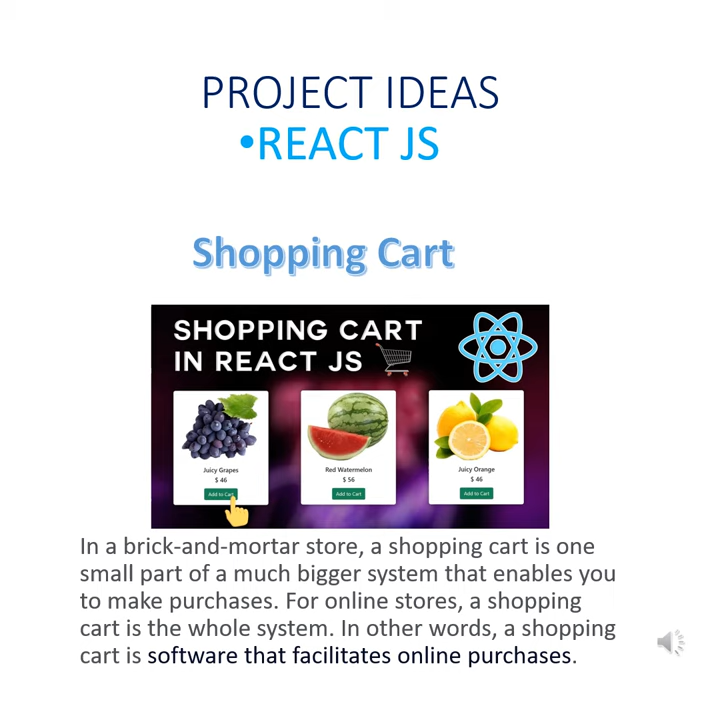 PROJECT IDEAS
•REACT JS
Shopping Cart
SHOPPING CART
IN REACT JS
Juicy Grapes
$ 46
Add to Cart
Red Watermelon
$ 56
Add to Cart
Juicy Orange
$ 46
Add to Cart
In a brick-and-mortar store, a shopping cart is one
small part of a much bigger system that enables you
to make purchases. For online stores, a shopping
cart is the whole system. In other words, a shopping
cart is software that facilitates online purchases.